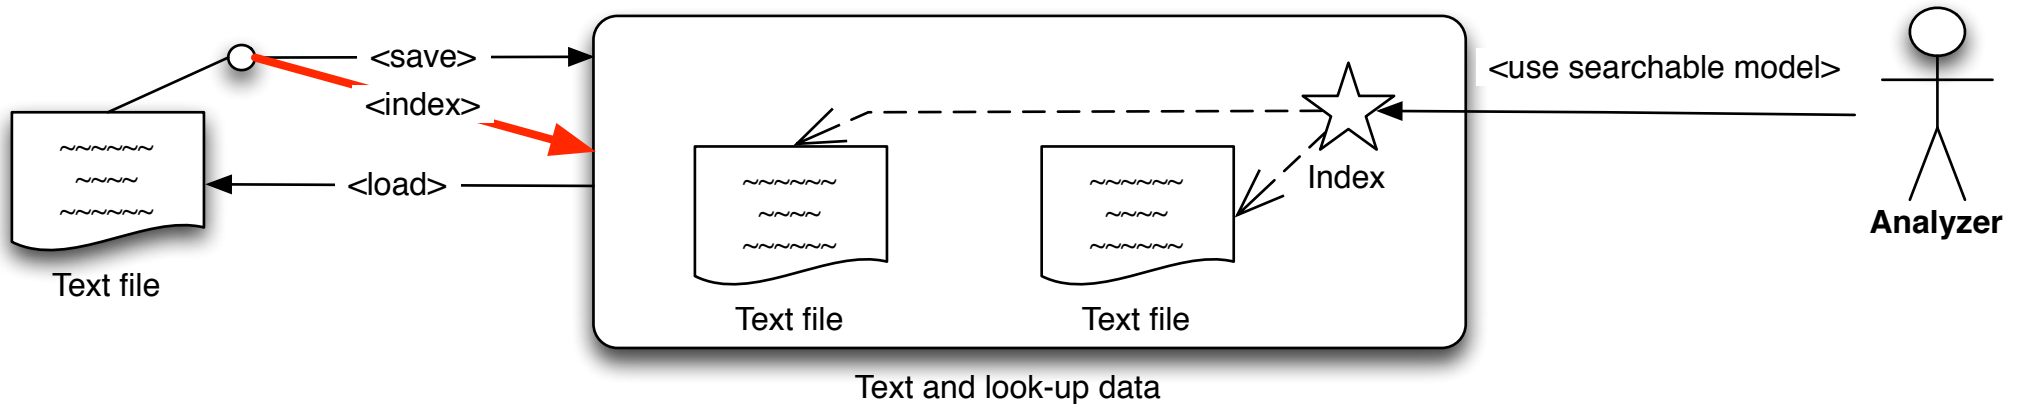 <save>
<index>
<load>
Text file
~~~~~~
~~~~
~~~~~~
Text file
~~~~~~
~~~~
~~~~~~
Text file
~~~~~~
~~~~
~~~~~~
Index
Text and look-up data
<use searchable model>
Analyzer